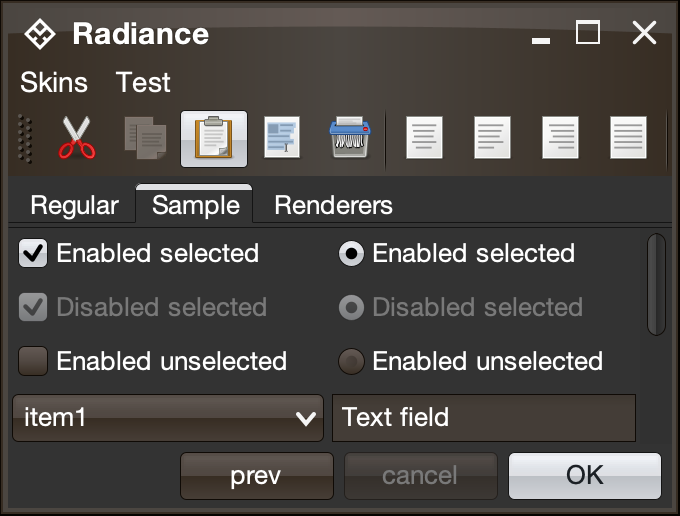 Radiance
Skins Test
Regular Sample Renderers
Enabled selected Enabled selected
Disabled selected Disabled selected
Enabled unselected Enabled unselected
item1 Text field
prev cancel OK